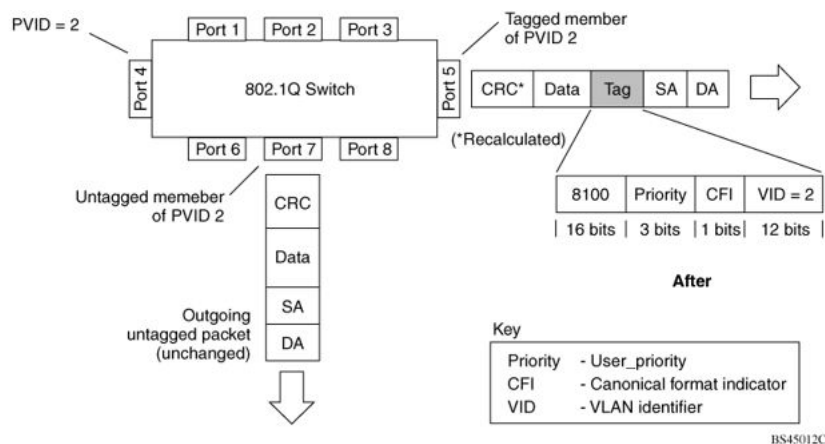 PVID = 2
Port 1
Port 2
Port 3
Tagged member
of PVID 2
Port 4
802.1Q Switch
Port 5
CRC*
Data
Tag
SA
DA
(*Recalculated)
Port 6
Port 7
Port 8
Untagged memeber
of PVID 2
CRC
Data
SA
DA
8100
Priority
CFI
VID = 2
16 bits
3 bits
1 bits
12 bits
After
Outgoing
untagged packet
(unchanged)
Key
Priority - User_priority
CFI - Canonical format indicator
VID - VLAN identifier
BS45012C